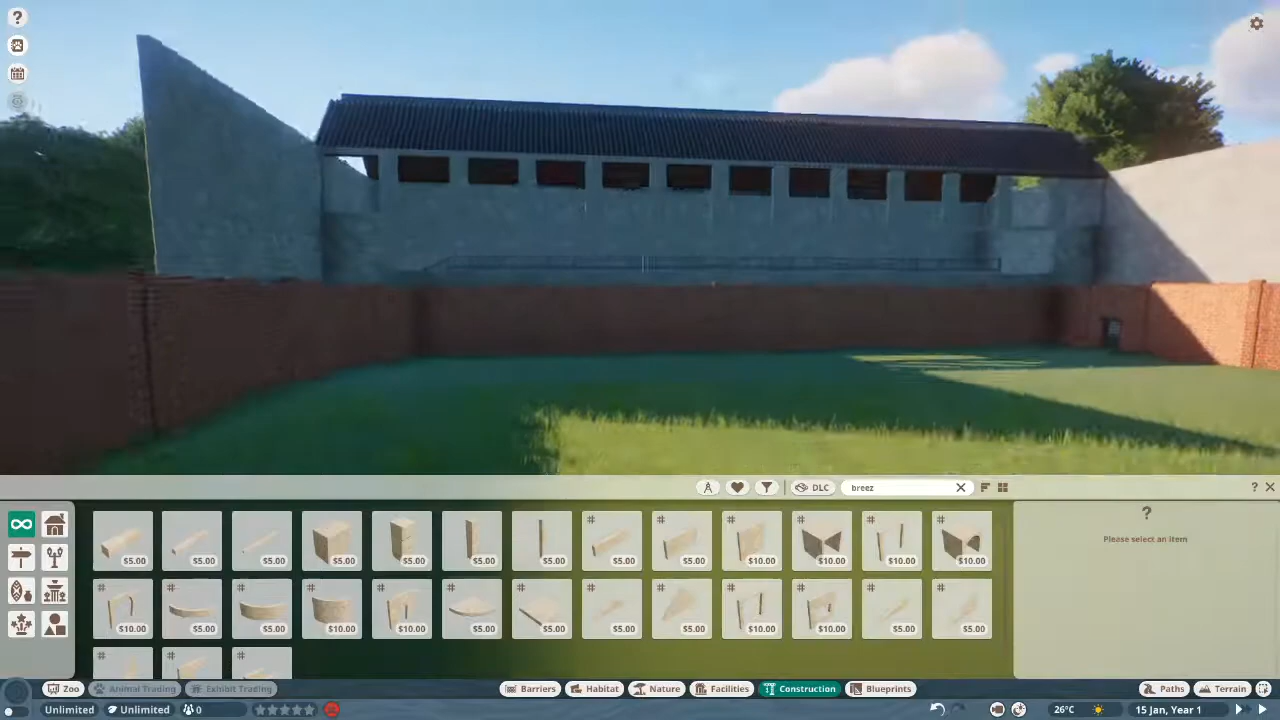 ?
DLC
breez
?
$5.00 $5.00 $5.00 $5.00 $5.00 $5.00 $5.00 # $5.00 # $5.00 # $10.00 # $10.00 # $10.00 # $10.00
# $10.00 # $5.00 # $5.00 # $10.00 # $10.00 # $5.00 # $5.00 # $5.00 # $5.00 # $10.00 # $10.00 # $5.00 # $5.00
# # #
?
Please select an item
Zoo Animal Trading Exhibit Trading Barriers Habitat Nature Facilities Construction Blueprints Paths Terrain
Unlimited Unlimited 0 26°C 15 Jan, Year 1